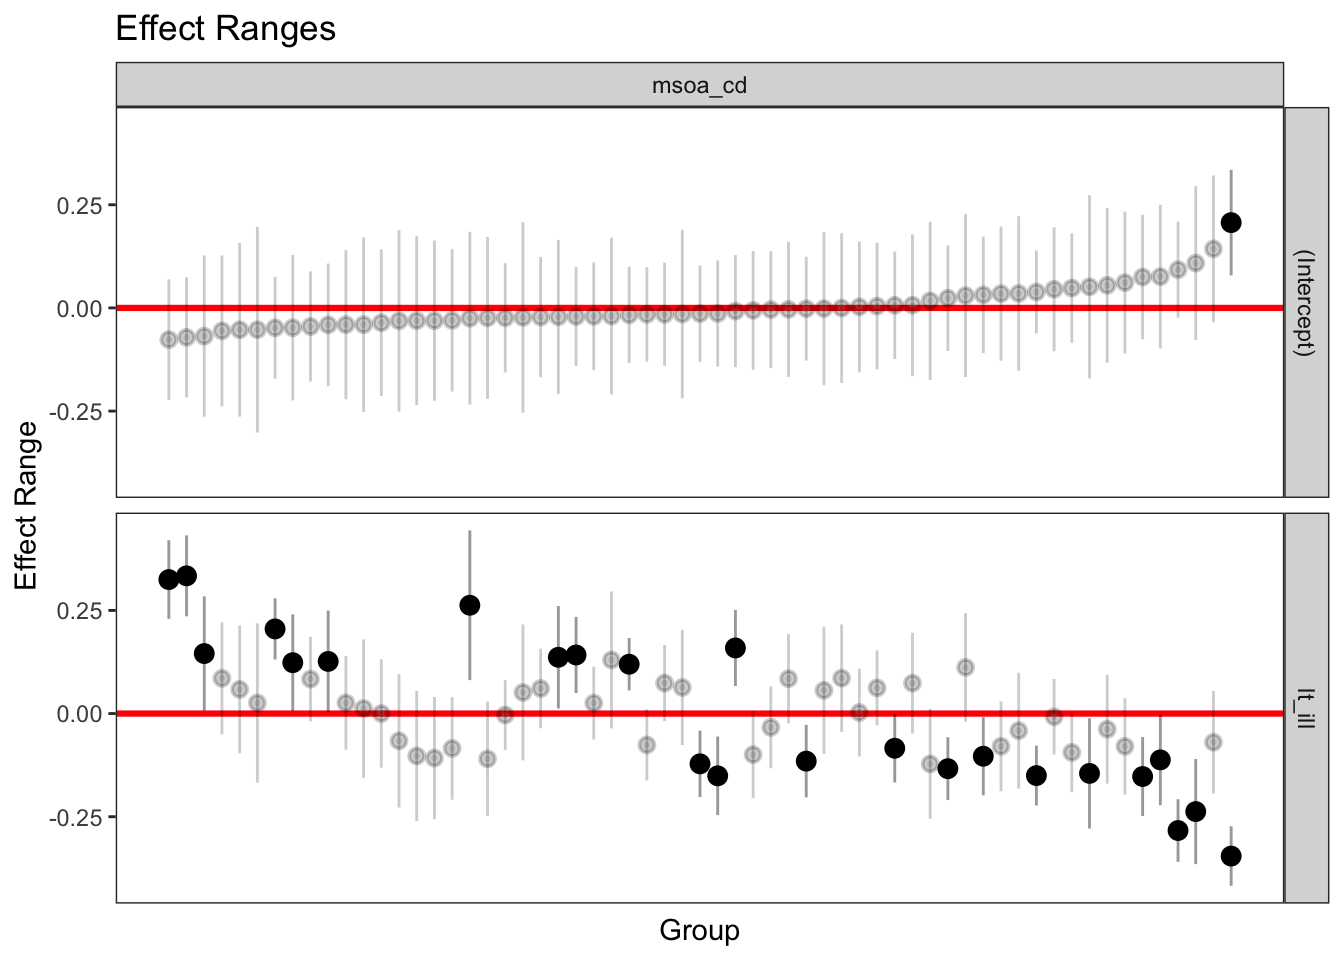 Effect Ranges
msoa_cd
0.25
0.00
-0.25
(Intercept)
Effect Range
0.25
0.00
-0.25
lt_ill
Group